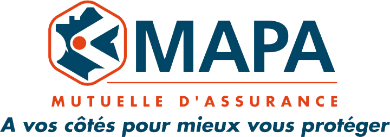 MAPA
MUTUELLE D'ASSURANCE
A vos côtés pour mieux vous protéger